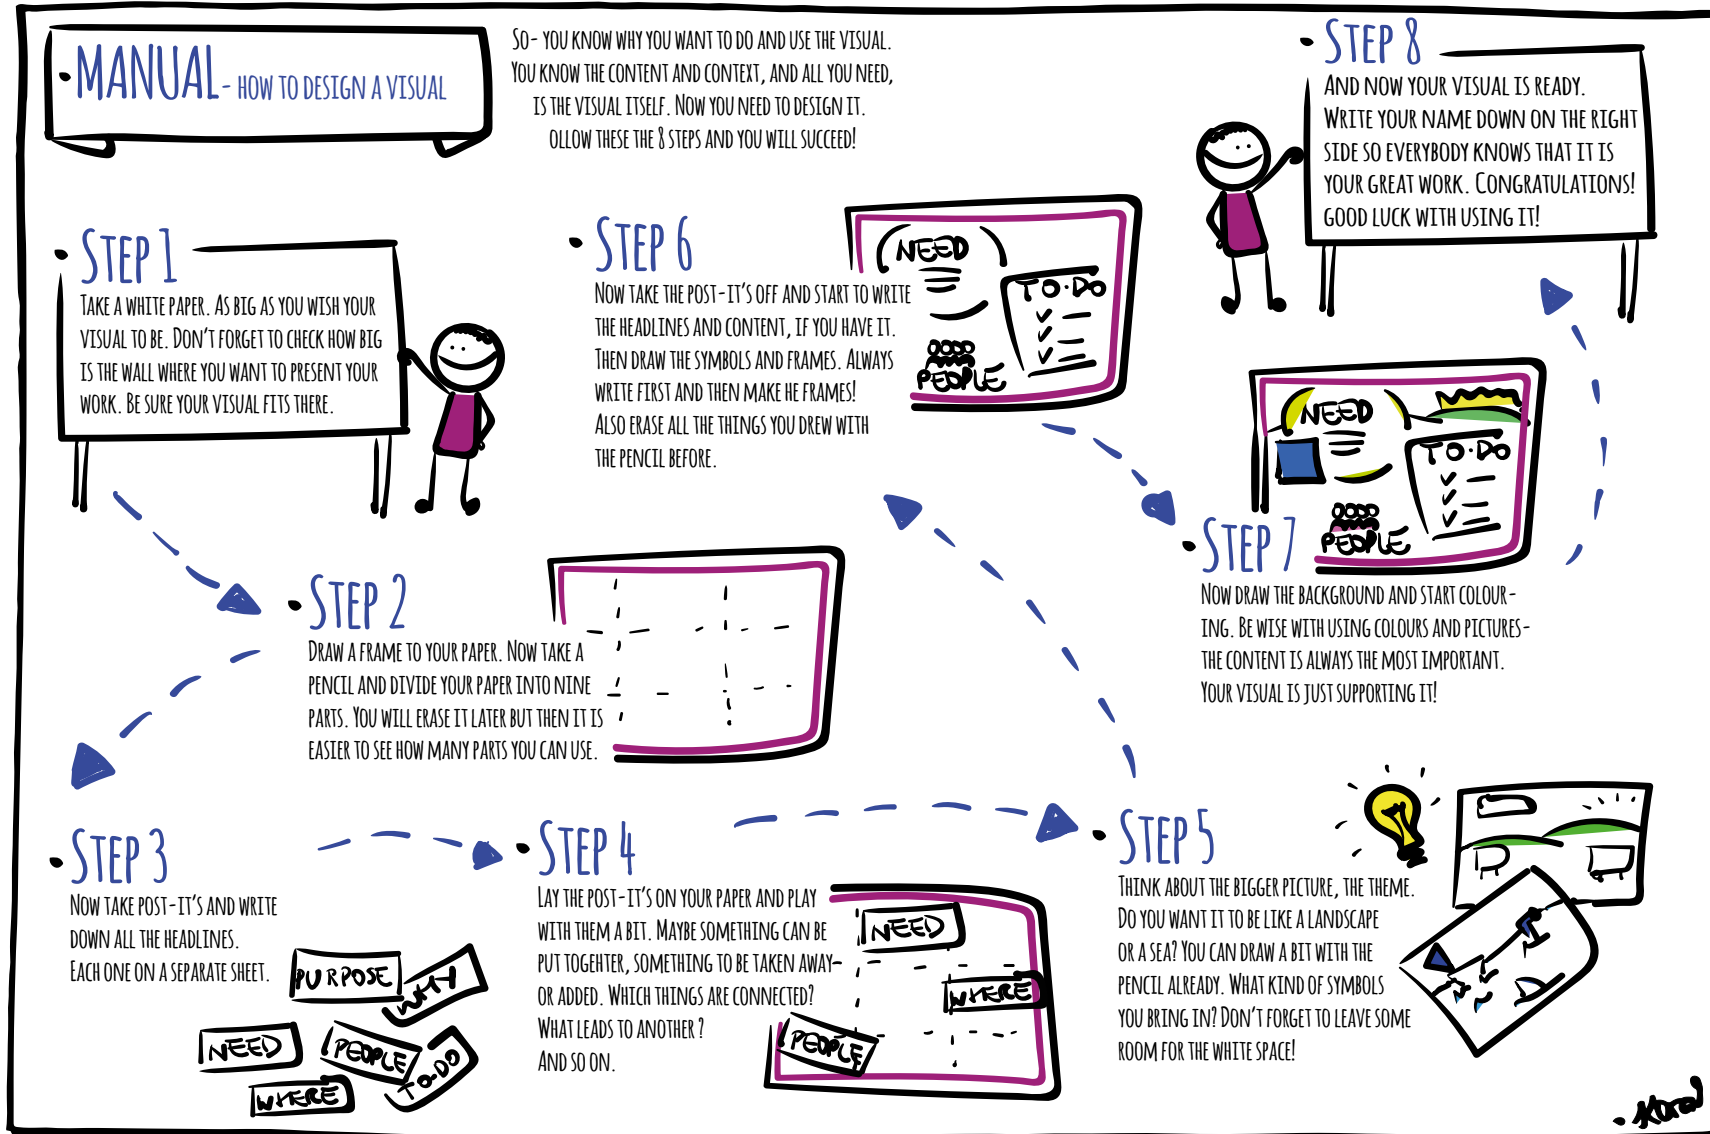 MANUAL - HOW TO DESIGN A VISUAL
SO- YOU KNOW WHY YOU WANT TO DO AND USE THE VISUAL.
YOU KNOW THE CONTENT AND CONTEXT, AND ALL YOU NEED,
IS THE VISUAL ITSELF. NOW YOU NEED TO DESIGN IT.
OLLOW THESE THE 8 STEPS AND YOU WILL SUCCEED!
STEP 1
TAKE A WHITE PAPER. AS BIG AS YOU WISH YOUR
VISUAL TO BE. DON'T FORGET TO CHECK HOW BIG
IS THE WALL WHERE YOU WANT TO PRESENT YOUR
WORK. BE SURE YOUR VISUAL FITS THERE.
STEP 2
DRAW A FRAME TO YOUR PAPER. NOW TAKE A
PENCIL AND DIVIDE YOUR PAPER INTO NINE
PARTS. YOU WILL ERASE IT LATER BUT THEN IT IS
EASIER TO SEE HOW MANY PARTS YOU CAN USE.
STEP 3
NOW TAKE POST-IT'S AND WRITE
DOWN ALL THE HEADLINES.
EACH ONE ON A SEPARATE SHEET.
PURPOSE
WHY
NEED
PEOPLE
TO-DO
WHERE
STEP 4
LAY THE POST-IT'S ON YOUR PAPER AND PLAY
WITH THEM A BIT. MAYBE SOMETHING CAN BE
PUT TOGEHTER, SOMETHING TO BE TAKEN AWAY-
OR ADDED. WHICH THINGS ARE CONNECTED?
WHAT LEADS TO ANOTHER ?
AND SO ON.
NEED
WHERE
PEOPLE
STEP 5
THINK ABOUT THE BIGGER PICTURE, THE THEME.
DO YOU WANT IT TO BE LIKE A LANDSCAPE
OR A SEA? YOU CAN DRAW A BIT WITH THE
PENCIL ALREADY. WHAT KIND OF SYMBOLS
YOU BRING IN? DON'T FORGET TO LEAVE SOME
ROOM FOR THE WHITE SPACE!
STEP 6
NOW TAKE THE POST-IT'S OFF AND START TO WRITE
THE HEADLINES AND CONTENT, IF YOU HAVE IT.
THEN DRAW THE SYMBOLS AND FRAMES. ALWAYS
WRITE FIRST AND THEN MAKE HE FRAMES!
ALSO ERASE ALL THE THINGS YOU DREW WITH
THE PENCIL BEFORE.
NEED
TO-DO
PEOPLE
STEP 7
NOW DRAW THE BACKGROUND AND START COLOUR-
ING. BE WISE WITH USING COLOURS AND PICTURES-
THE CONTENT IS ALWAYS THE MOST IMPORTANT.
YOUR VISUAL IS JUST SUPPORTING IT!
NEED
TO-DO
PEOPLE
STEP 8
AND NOW YOUR VISUAL IS READY.
WRITE YOUR NAME DOWN ON THE RIGHT
SIDE SO EVERYBODY KNOWS THAT IT IS
YOUR GREAT WORK. CONGRATULATIONS!
GOOD LUCK WITH USING IT!